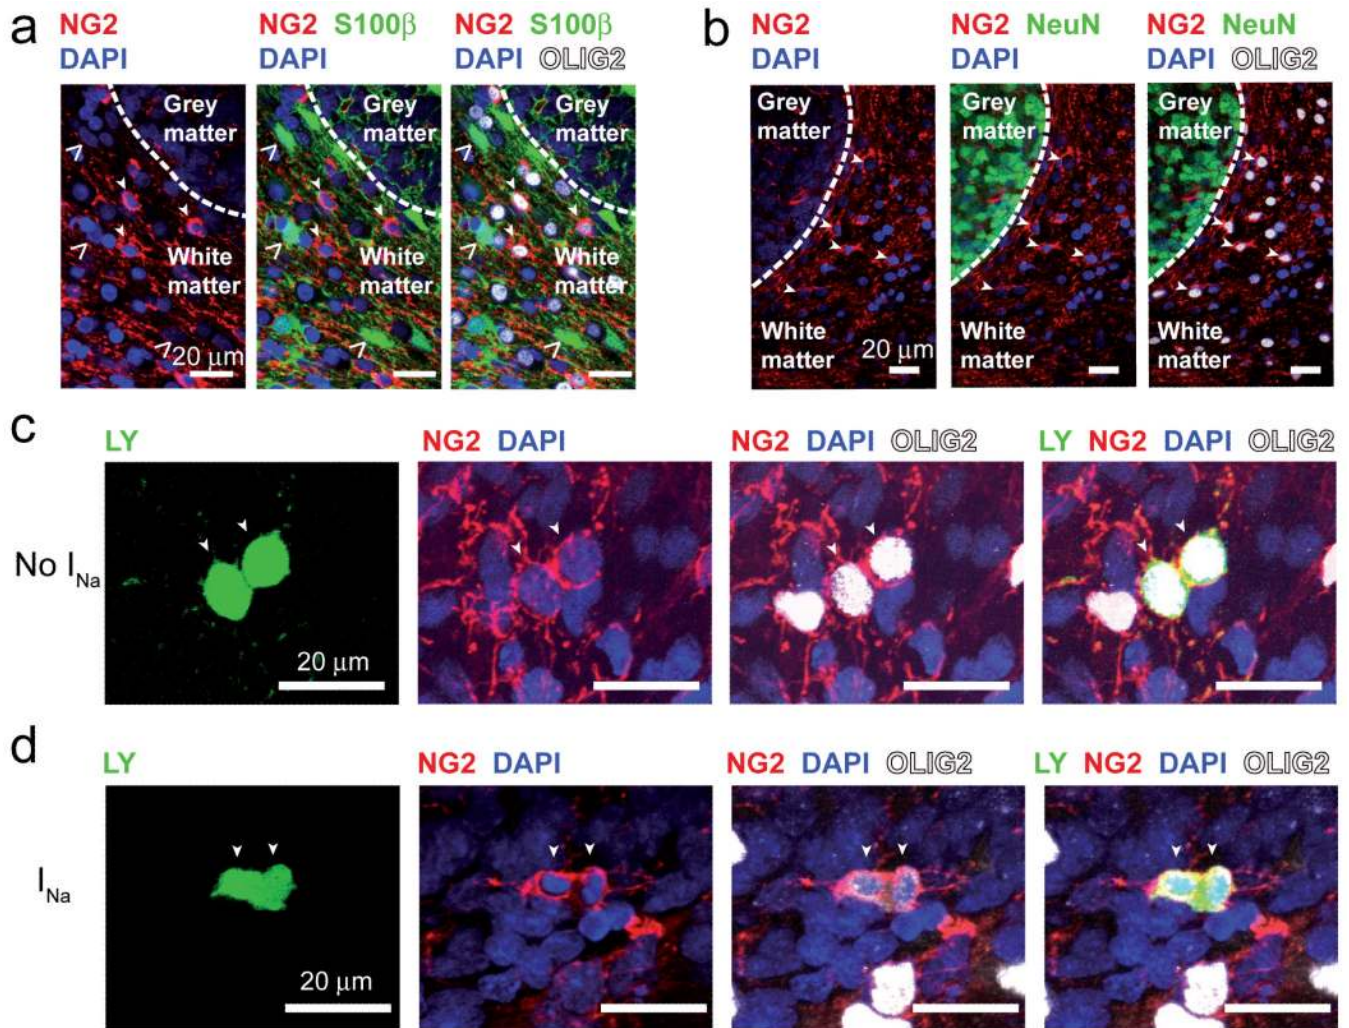 a
NG2
DAPI
NG2 S100β
DAPI
NG2 S100β
DAPI OLIG2
Grey
matter
White
matter
20 μm
Grey
matter
White
matter
Grey
matter
White
matter
b
NG2
DAPI
NG2 NeuN
DAPI
NG2 NeuN
DAPI OLIG2
Grey
matter
White
matter
20 μm
Grey
matter
White
matter
Grey
matter
White
matter
c
LY
NG2 DAPI
NG2 DAPI OLIG2
LY NG2 DAPI OLIG2
No I_Na
20 μm
d
LY
NG2 DAPI
NG2 DAPI OLIG2
LY NG2 DAPI OLIG2
I_Na
20 μm